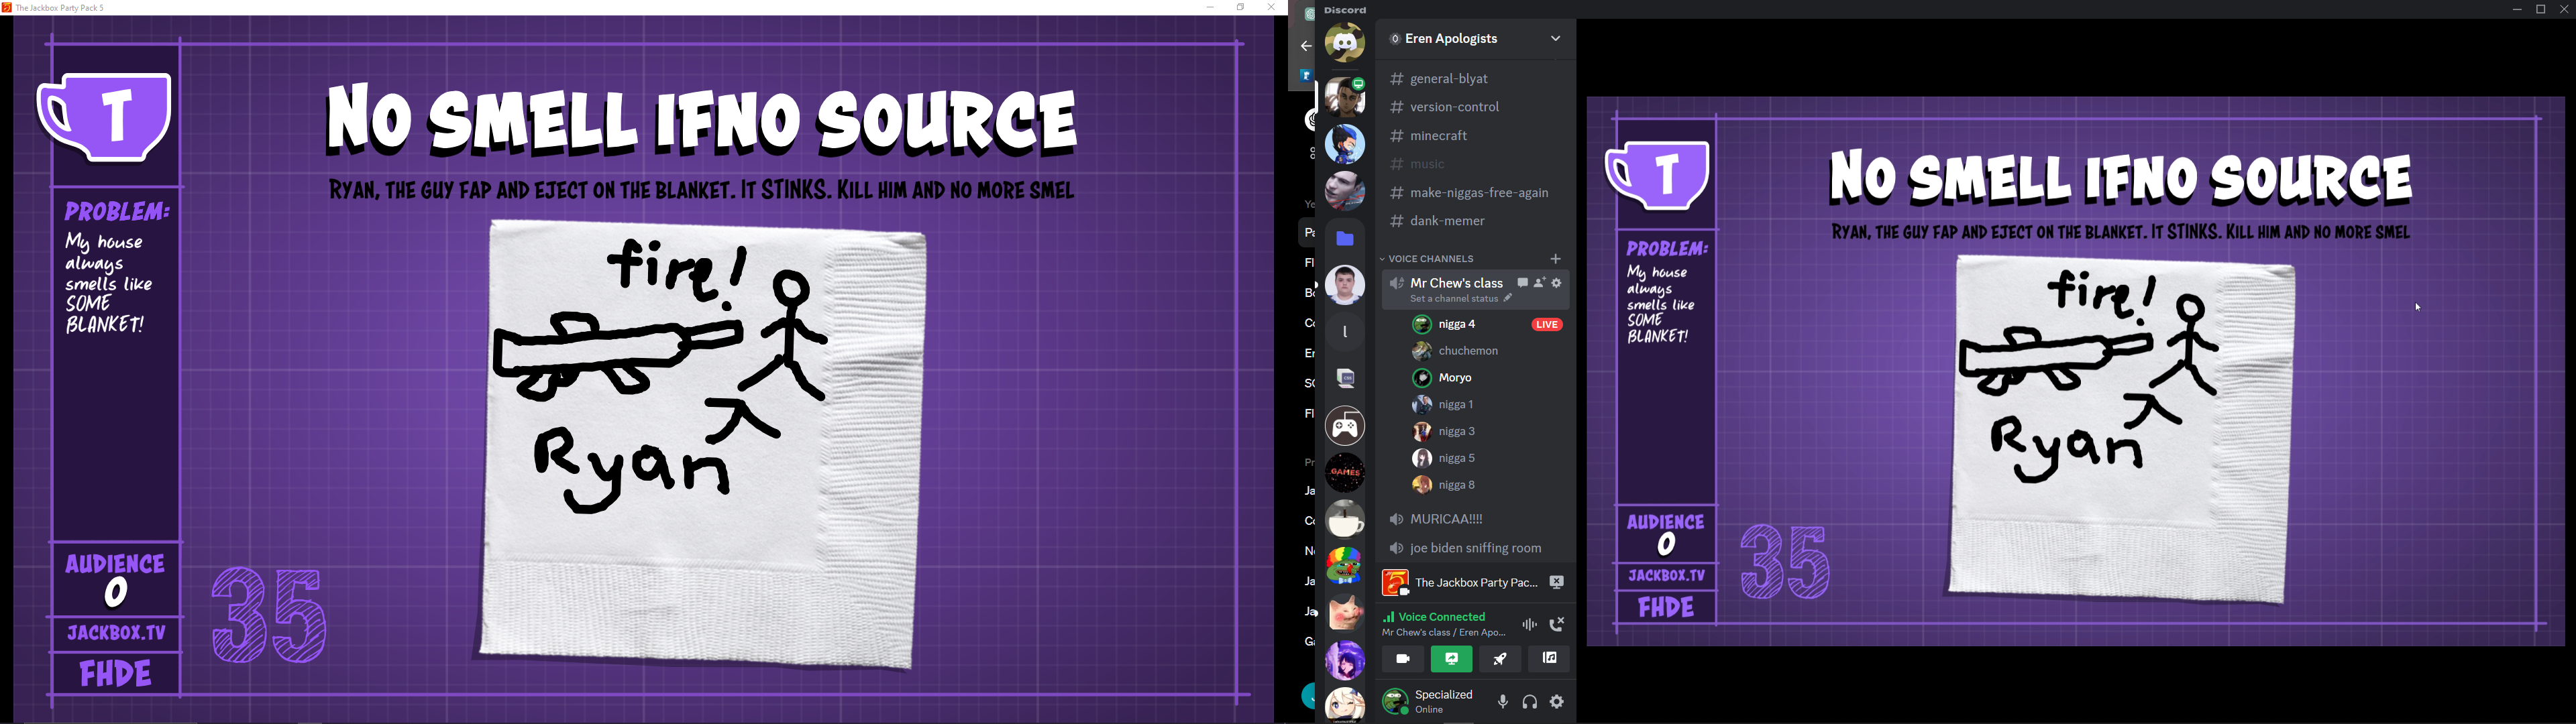 The Jackbox Party Pack 5
T
NO SMELL IFNO SOURCE
RYAN, THE GUY FAP AND EJECT ON THE BLANKET. IT STINKS. KILL HIM AND NO MORE SMEL
PROBLEM:
My house
always
smells like
SOME
BLANKET!
fire!
Ryan
AUDIENCE
0
JACKBOX.TV
FHDE
35
Discord
Eren Apologists
# general-blyat
# version-control
# minecraft
# music
# make-niggas-free-again
# dank-memer
VOICE CHANNELS
Mr Chew's class
Set a channel status
nigga 4 LIVE
chuchemon
Moryo
nigga 1
nigga 3
nigga 5
nigga 8
MURICAA!!!!
joe biden sniffing room
The Jackbox Party Pac...
Voice Connected
Mr Chew's class / Eren Apo...
Specialized
Online
GAMES
CSE
l
T
NO SMELL IFNO SOURCE
RYAN, THE GUY FAP AND EJECT ON THE BLANKET. IT STINKS. KILL HIM AND NO MORE SMEL
PROBLEM:
My house
always
smells like
SOME
BLANKET!
fire!
Ryan
AUDIENCE
0
JACKBOX.TV
FHDE
35